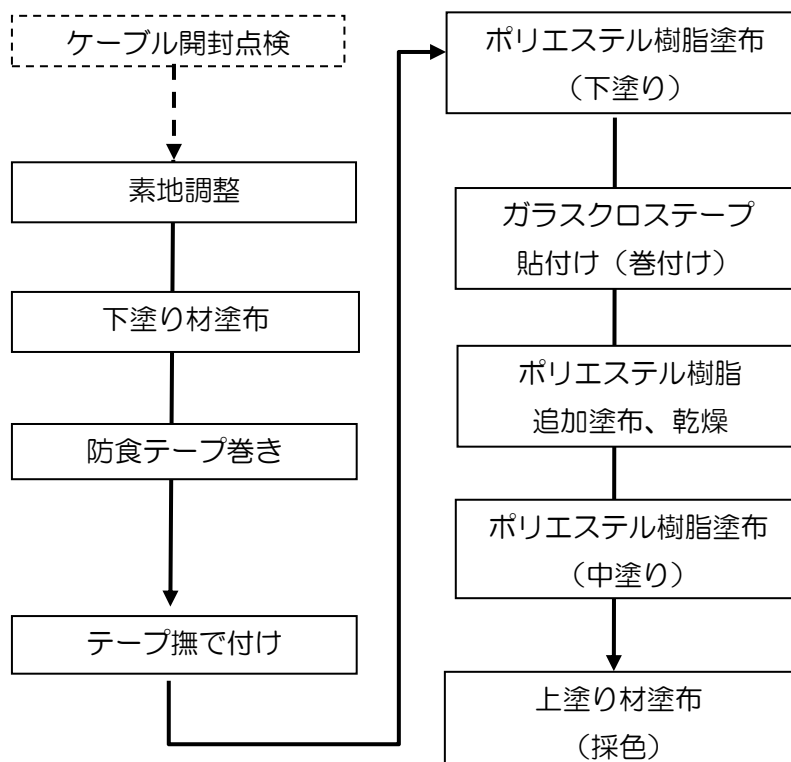 ケーブル開封点検
素地調整
下塗り材塗布
防食テープ巻き
テープ撫で付け
ポリエステル樹脂塗布
（下塗り）
ガラスクロステープ
貼付け（巻付け）
ポリエステル樹脂
追加塗布、乾燥
ポリエステル樹脂塗布
（中塗り）
上塗り材塗布
（採色）